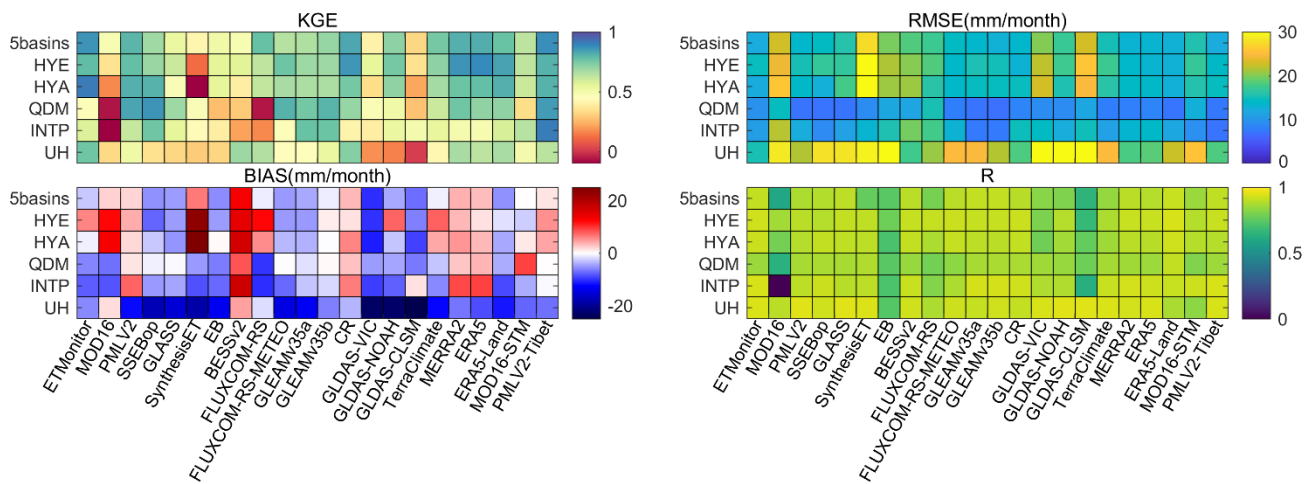 KGE
5basins
HYE
HYA
QDM
INTP
UH
1
0.5
0
RMSE(mm/month)
5basins
HYE
HYA
QDM
INTP
UH
30
20
10
0
BIAS(mm/month)
5basins
HYE
HYA
QDM
INTP
UH
20
0
-20
ETMonitor
MOD16
PMLV2
SSEBop
GLASS
SynthesisET
EB
BESSv2
FLUXCOM-RS
FLUXCOM-RS-METEO
GLEAMv35a
GLEAMv35b
CR
GLDAS-VIC
GLDAS-NOAH
GLDAS-CLSM
TerraClimate
MERRA2
ERA5
ERA5-Land
MOD16-STM
PMLV2-Tibet
R
5basins
HYE
HYA
QDM
INTP
UH
1
0.5
0
ETMonitor
MOD16
PMLV2
SSEBop
GLASS
SynthesisET
EB
BESSv2
FLUXCOM-RS
FLUXCOM-RS-METEO
GLEAMv35a
GLEAMv35b
CR
GLDAS-VIC
GLDAS-NOAH
GLDAS-CLSM
TerraClimate
MERRA2
ERA5
ERA5-Land
MOD16-STM
PMLV2-Tibet